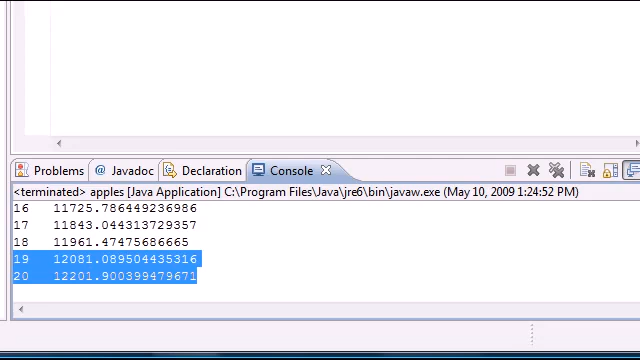 Problems @ Javadoc Declaration Console
<terminated> apples [Java Application] C:\Program Files\Java\jre6\bin\javaw.exe (May 10, 2009 1:24:52 PM)
16 11725.786449236986
17 11843.044313729357
18 11961.47475686665
19 12081.089504435316
20 12201.900399479671